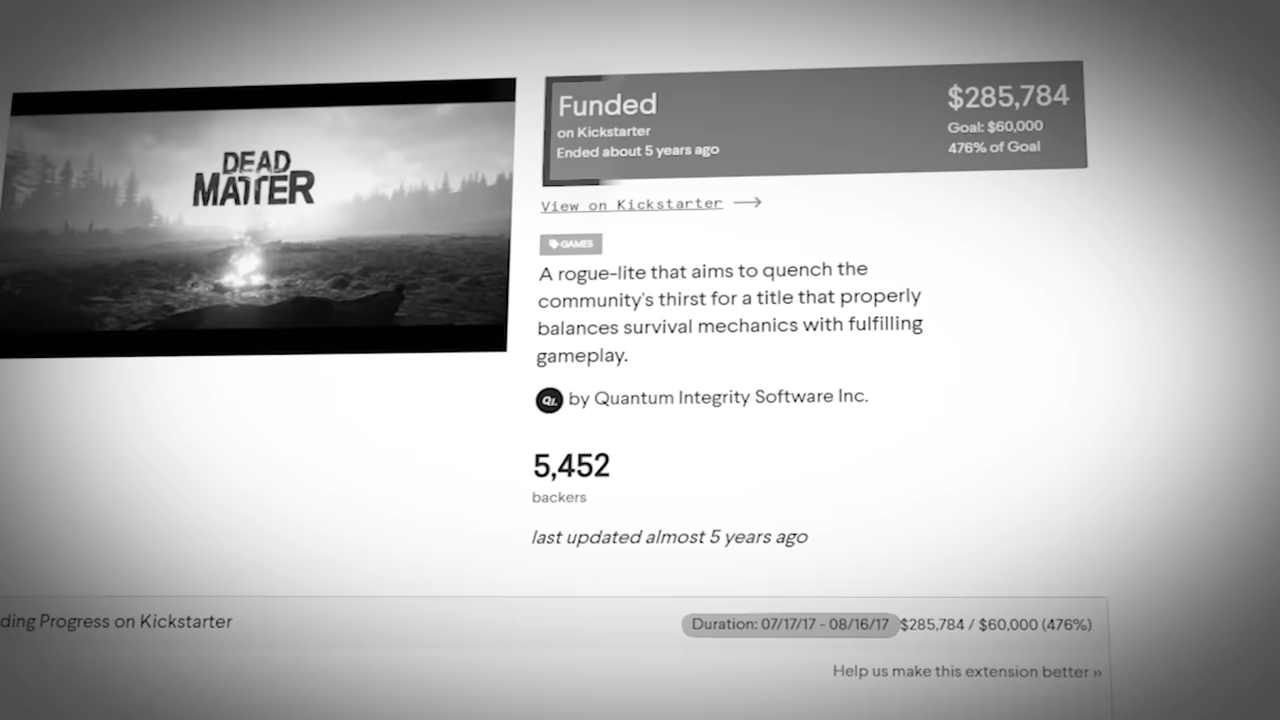 DEAD
MATTER
Funded
on Kickstarter
Ended about 5 years ago
$285,784
Goal: $60,000
476% of Goal
View on Kickstarter
GAMES
A rogue-lite that aims to quench the
community's thirst for a title that properly
balances survival mechanics with fulfilling
gameplay.
QI.
by Quantum Integrity Software Inc.
5,452
backers
last updated almost 5 years ago
ding Progress on Kickstarter
Duration: 07/17/17 - 08/16/17
$285,784 / $60,000 (476%)
Help us make this extension better »